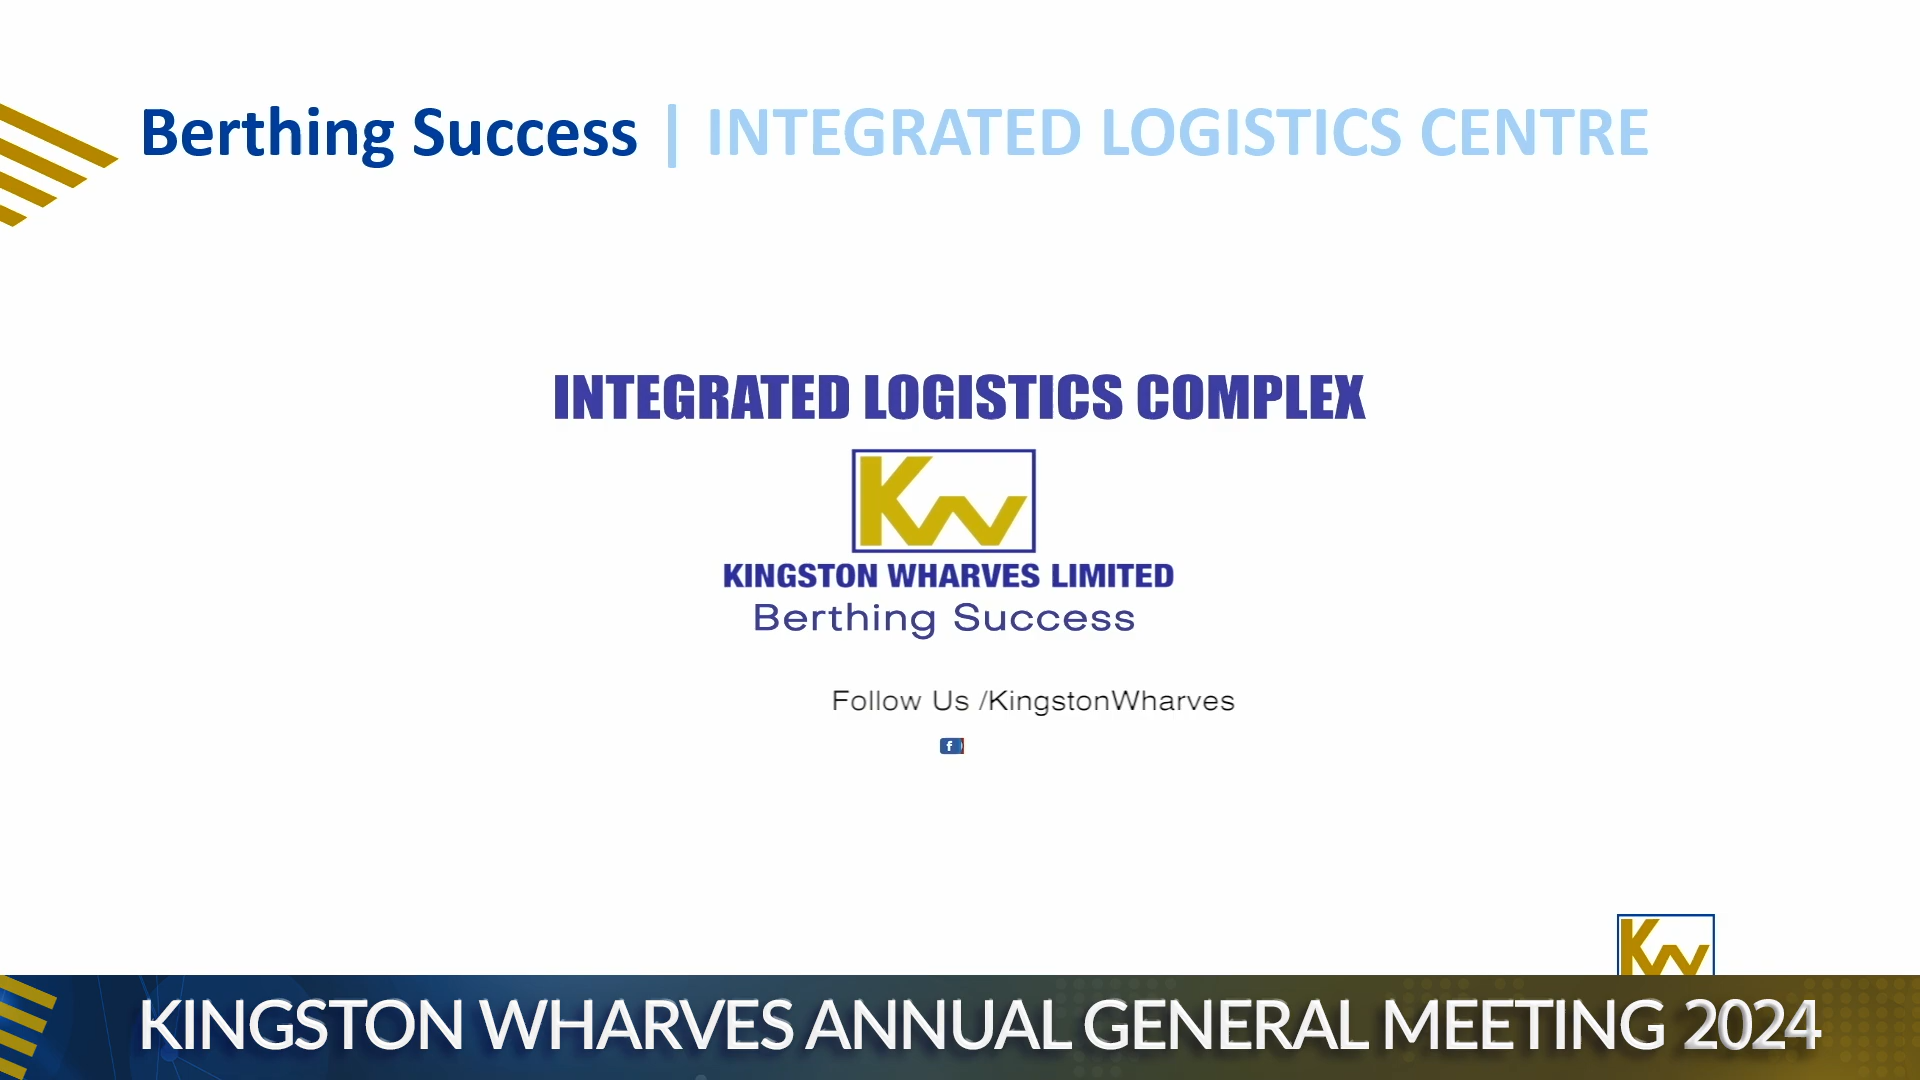 Berthing Success | INTEGRATED LOGISTICS CENTRE
INTEGRATED LOGISTICS COMPLEX
KW
KINGSTON WHARVES LIMITED
Berthing Success
Follow Us /KingstonWharves
f
KW
KINGSTON WHARVES ANNUAL GENERAL MEETING 2024